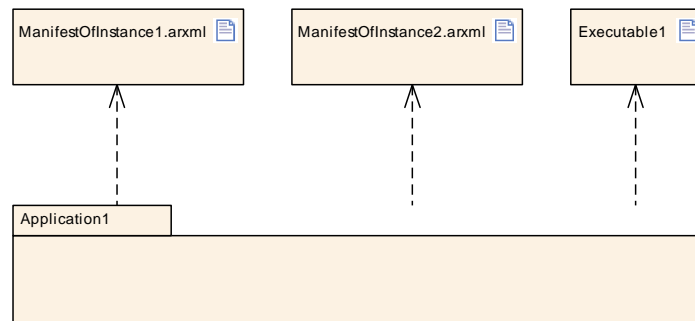 ManifestOfInstance1.arxml
ManifestOfInstance2.arxml
Executable1
Application1